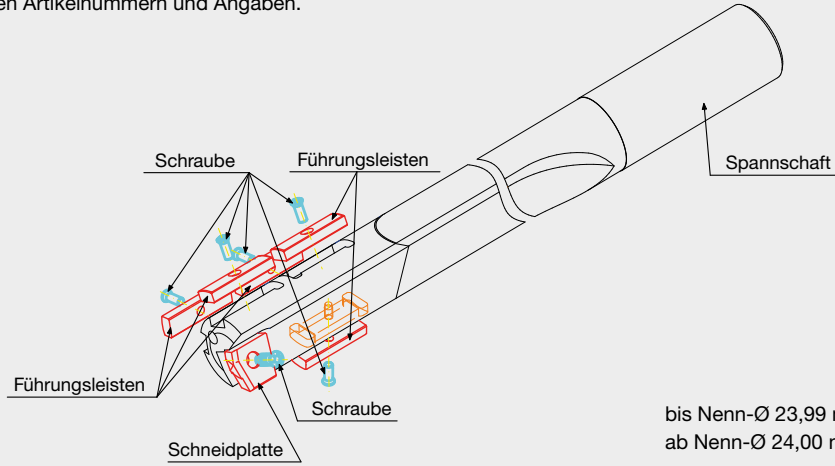 Artikelnummern und Angaben.
Schraube
Führungsleisten
Spannschaft
Führungsleisten
Schraube
Schneidplatte
bis Nenn-Ø 23,99
ab Nenn-Ø 24,00